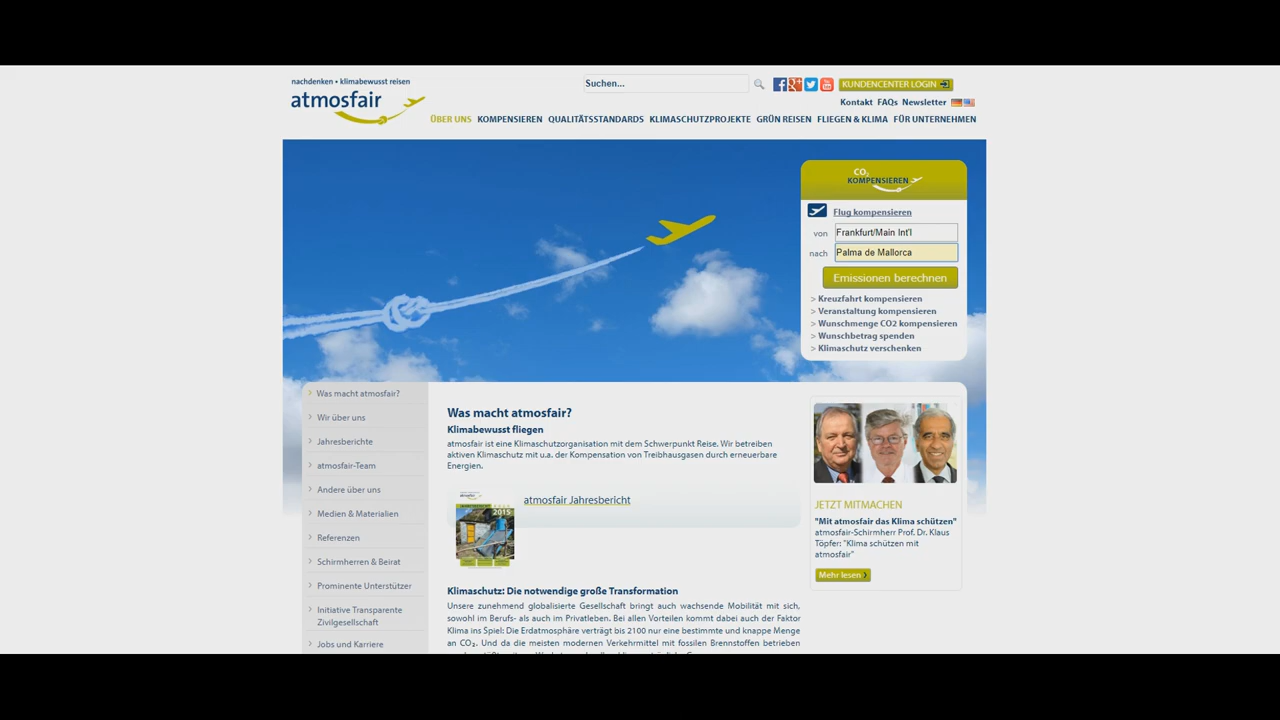 nachdenken • klimabewusst reisen
atmosfair
Suchen...
KUNDENCENTER LOGIN
Kontakt FAQs Newsletter
ÜBER UNS KOMPENSIEREN QUALITÄTSSTANDARDS KLIMASCHUTZPROJEKTE GRÜN REISEN FLIEGEN & KLIMA FÜR UNTERNEHMEN
CO₂
KOMPENSIEREN
Flug kompensieren
von Frankfurt/Main Int'l
nach Palma de Mallorca
Emissionen berechnen
> Kreuzfahrt kompensieren
> Veranstaltung kompensieren
> Wunschmenge CO2 kompensieren
> Wunschbetrag spenden
> Klimaschutz verschenken
Was macht atmosfair?
Wir über uns
Jahresberichte
atmosfair-Team
Andere über uns
Medien & Materialien
Referenzen
Schirmherren & Beirat
Prominente Unterstützer
Initiative Transparente
Zivilgesellschaft
Jobs und Karriere
Was macht atmosfair?
Klimabewusst fliegen
atmosfair ist eine Klimaschutzorganisation mit dem Schwerpunkt Reise. Wir betreiben
aktiven Klimaschutz mit u.a. der Kompensation von Treibhausgasen durch erneuerbare
Energien.
2015
atmosfair Jahresbericht
Klimaschutz: Die notwendige große Transformation
Unsere zunehmend globalisierte Gesellschaft bringt auch wachsende Mobilität mit sich,
sowohl im Berufs- als auch im Privatleben. Bei allen Vorteilen kommt dabei auch der Faktor
Klima ins Spiel: Die Erdatmosphäre verträgt bis 2100 nur eine bestimmte und knappe Menge
an CO₂. Und da die meisten modernen Verkehrmittel mit fossilen Brennstoffen betrieben
JETZT MITMACHEN
"Mit atmosfair das Klima schützen"
atmosfair-Schirmherr Prof. Dr. Klaus
Töpfer: "Klima schützen mit
atmosfair"
Mehr lesen